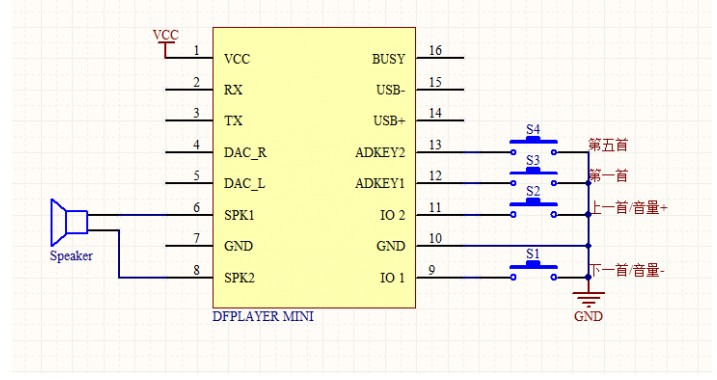 VCC
1 VCC BUSY 16
2 RX USB- 15
3 TX USB+ 14
4 DAC_R ADKEY2 13 S4 第五首
5 DAC_L ADKEY1 12 S3 第一首
6 SPK1 IO 2 11 S2 上一首/音量+
7 GND GND 10
8 SPK2 IO 1 9 S1 下一首/音量-
Speaker
DFPLAYER MINI
GND